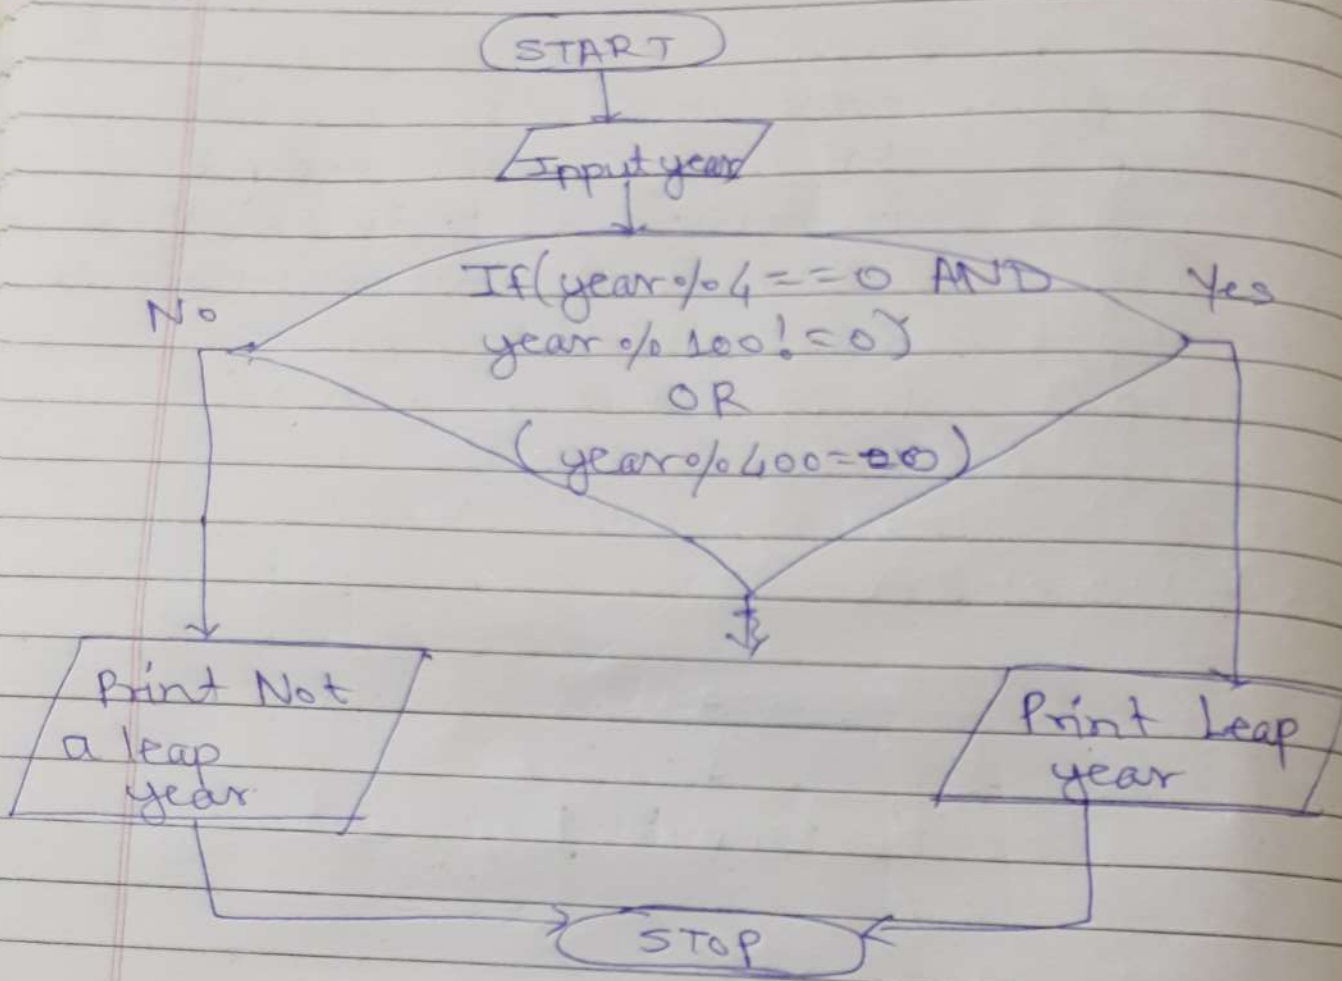 START
Input year
If(year%4==0 AND
year%100!=0)
OR
(year%400==0)
No
Yes
Print Not
a leap
year
Print Leap
year
STOP